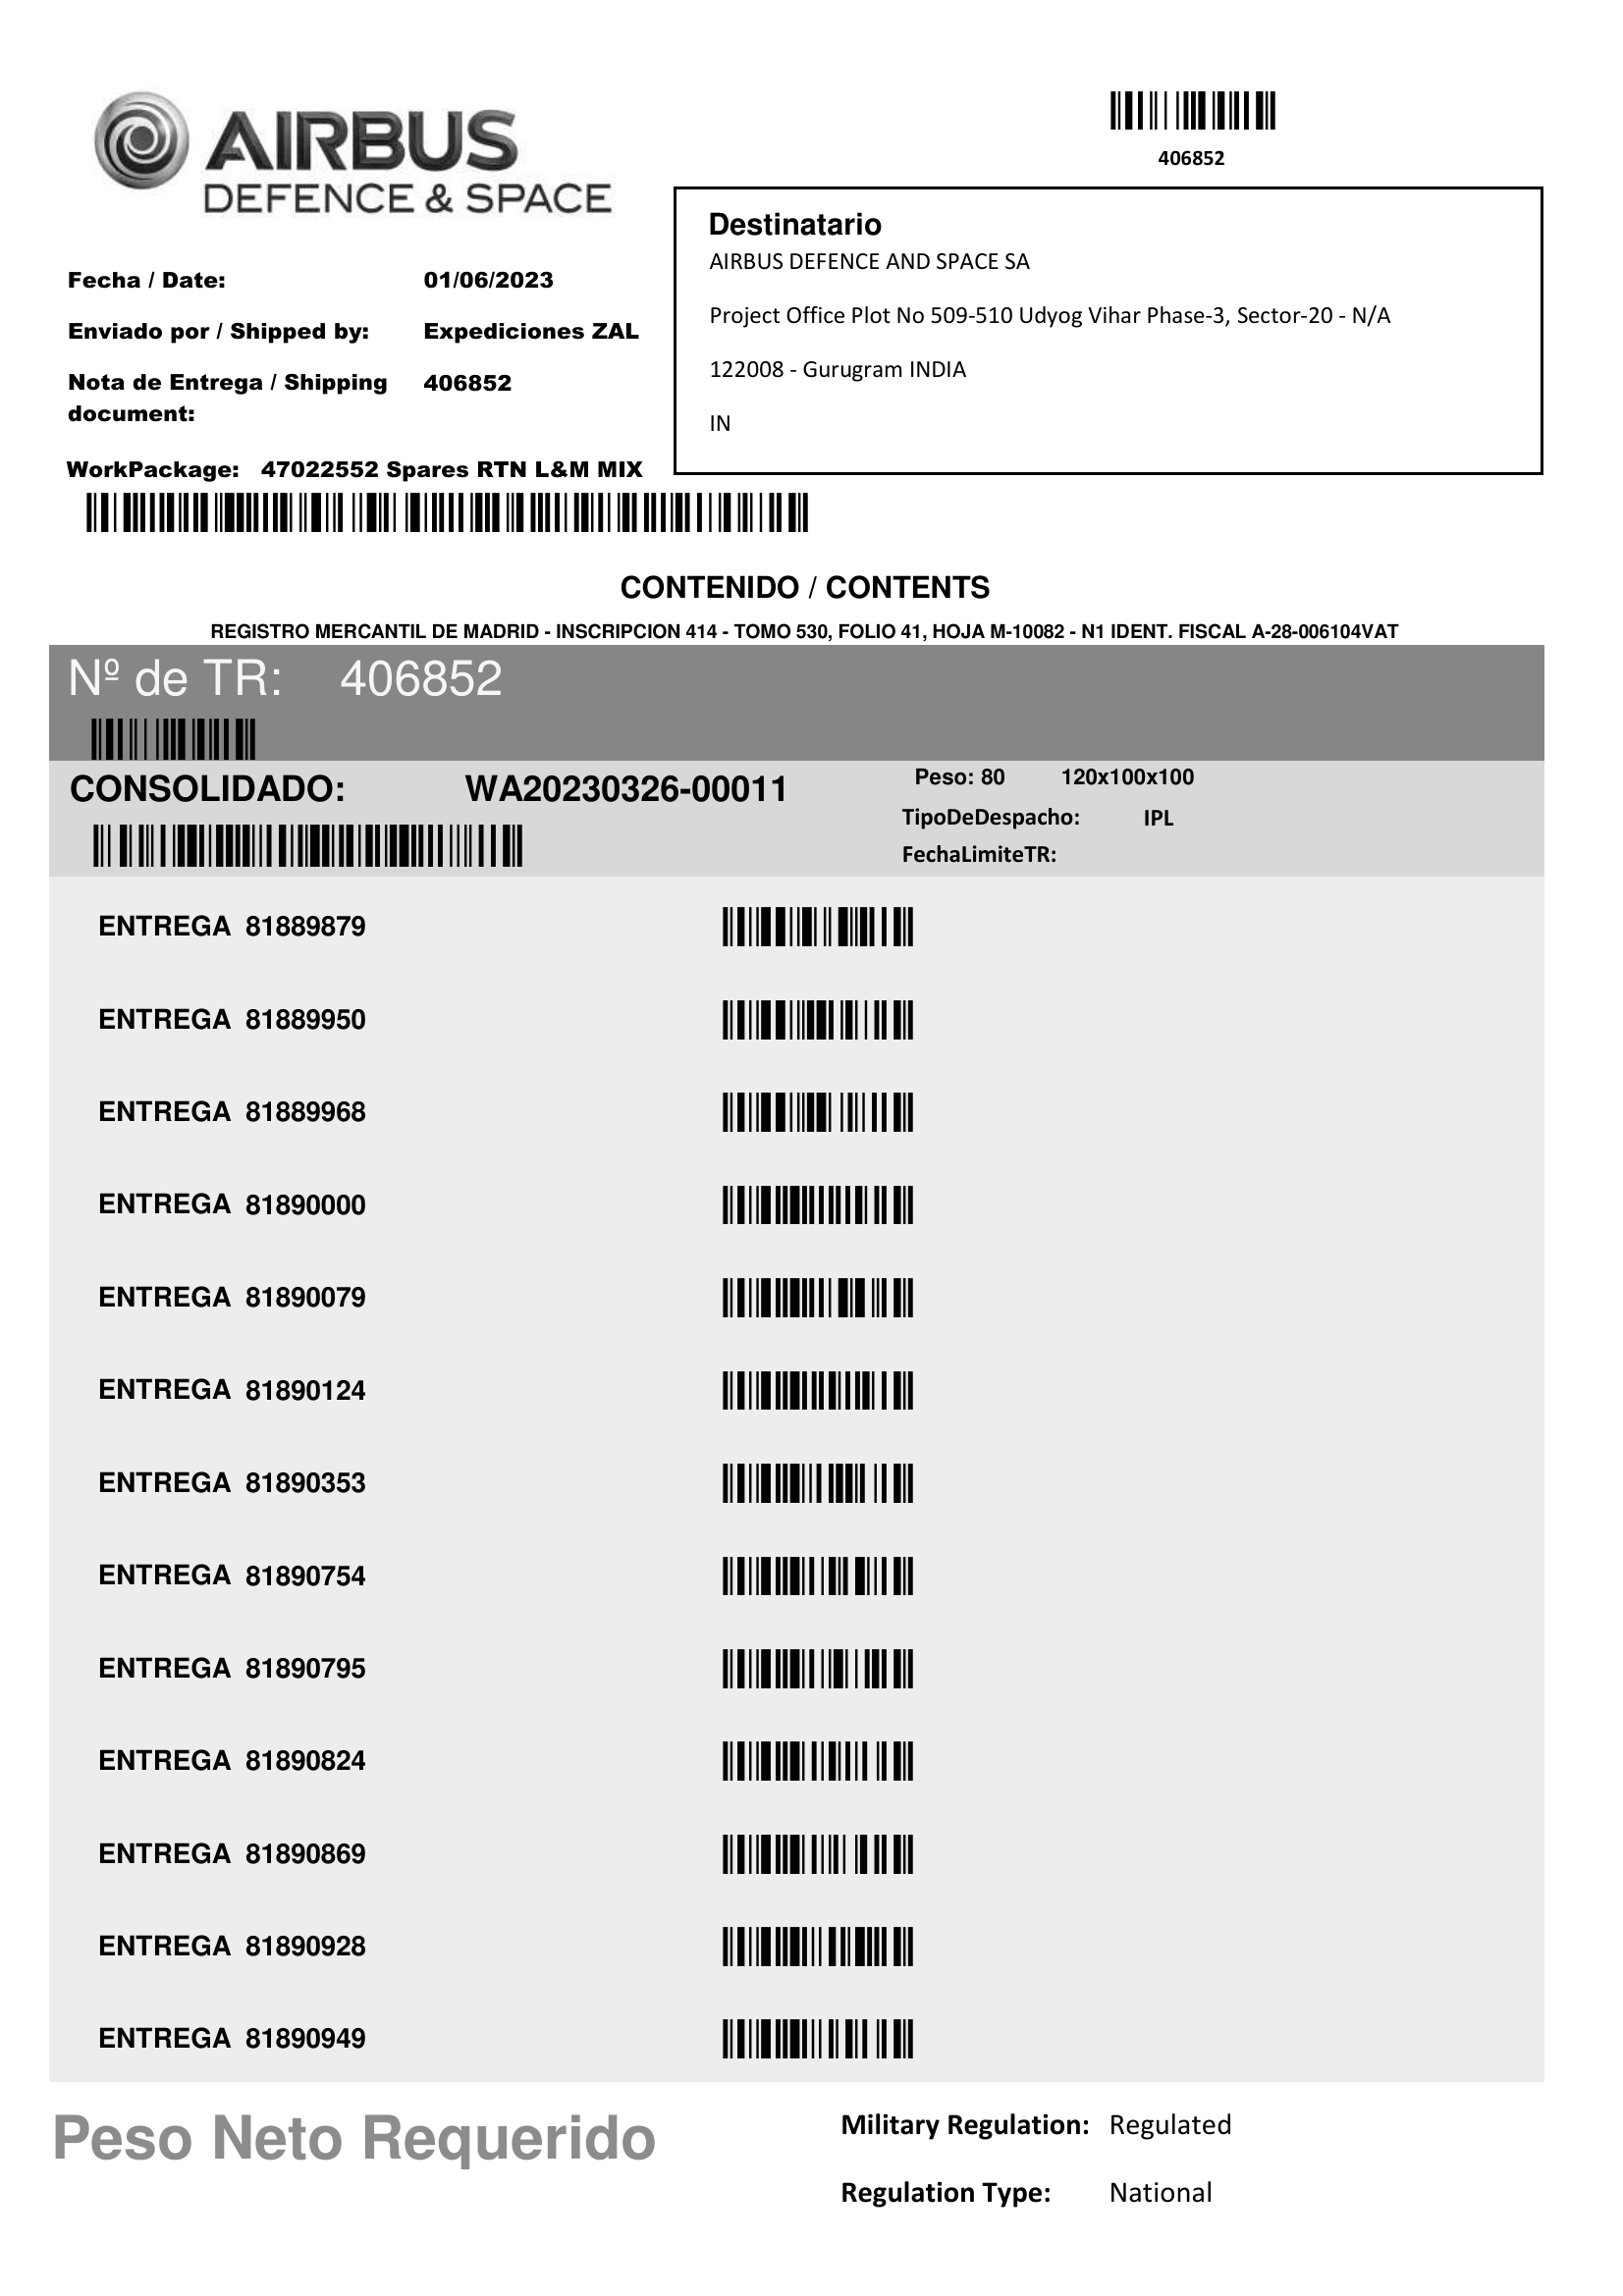 AIRBUS
DEFENCE & SPACE
406852
Destinatario
AIRBUS DEFENCE AND SPACE SA
Project Office Plot No 509-510 Udyog Vihar Phase-3, Sector-20 - N/A
122008 - Gurugram INDIA
IN
Fecha / Date: 01/06/2023
Enviado por / Shipped by: Expediciones ZAL
Nota de Entrega / Shipping 406852
document:
WorkPackage: 47022552 Spares RTN L&M MIX
CONTENIDO / CONTENTS
REGISTRO MERCANTIL DE MADRID - INSCRIPCION 414 - TOMO 530, FOLIO 41, HOJA M-10082 - N1 IDENT. FISCAL A-28-006104VAT
Nº de TR: 406852
CONSOLIDADO: WA20230326-00011
Peso: 80 120x100x100
TipoDeDespacho: IPL
FechaLimiteTR:
ENTREGA 81889879
ENTREGA 81889950
ENTREGA 81889968
ENTREGA 81890000
ENTREGA 81890079
ENTREGA 81890124
ENTREGA 81890353
ENTREGA 81890754
ENTREGA 81890795
ENTREGA 81890824
ENTREGA 81890869
ENTREGA 81890928
ENTREGA 81890949
Peso Neto Requerido
Military Regulation: Regulated
Regulation Type: National